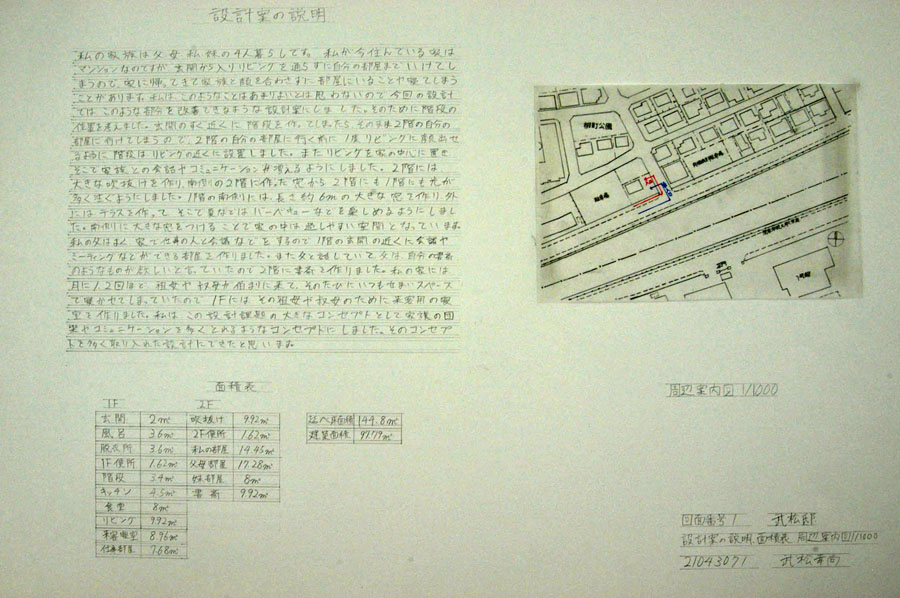 設計室の説明
私の家族は父母私妹の4人暮らしです。私が今住んでいる家は
マンションなのですが玄関から入りリビングを通らずに自分の部屋までいけてし
まうので、家に帰ってきて家族と顔を合わさずに部屋にいることや寝てしまう
ことがあります。私はこのようなことはあまりよいとは思わないので今回の設計
では、このような部分を改善できるような設計室にしました。そのために階段の
位置を考えました。玄関のすぐ近くに階段を作ってしまったら、そのまま2階の自分の
部屋に行けてしまうので、2階の自分の部屋に行く前に1度リビングに顔出せ
るように階段はリビングの近くに設置しました。またリビングを家の中心に置き
そこで家族との会話やコミュニケーションが増えるようにしました。2階には
大きな吹抜けを作り、南側の2階に作った窓から2階にも1階にも光が
多く注ぐようにしました。1階の南側には長さ約6mの大きな窓を作り、外
にはテラスを作って、そこで夏などはバーベキューなどを楽しめるようにしまし
た。南側に大きな窓をつけることで家の中は過しやすい空間となっています。
私の父はよく家で仕事の人と会議などをするので1階の玄関の近くに会議や
ミーティングなどができる部屋を作りました。また父と話していて父は、自分の書斎
のようなものが欲しいと言っていたので2階に書斎を作りました。私の家には
月に1,2回ほど、祖母や叔母が泊まりに来て、そのたびにいつもせまいスペース
で寝かせてしまっていたので1Fにはその祖母や叔母のために来客用の寝
室を作りました。私は、この設計課題の大きなコンセプトとして家族の団
欒やコミュニケーションを多くとれるようなコンセプトにしました。そのコンセプ
トを多く取り入れた設計にできたと思います。
柳町公園
周辺案内図 1/1000
面積表
1F 2F
玄関 2㎡ 吹抜け 9.92㎡ 延べ床面積 144.8㎡
風呂 3.6㎡ 2F便所 1.62㎡ 建築面積 97.79㎡
脱衣所 3.6㎡ 私の部屋 14.45㎡
1F便所 1.62㎡ 父母部屋 17.28㎡
階段 5.4㎡ 妹部屋 8㎡
キッチン 4.5㎡ 書斎 9.92㎡
食堂 8㎡
リビング 9.92㎡
来客寝室 8.96㎡
仕事部屋 7.68㎡
図面番号 1 武松邸
設計室の説明 面積表 周辺案内図1/1000
21043071 武松